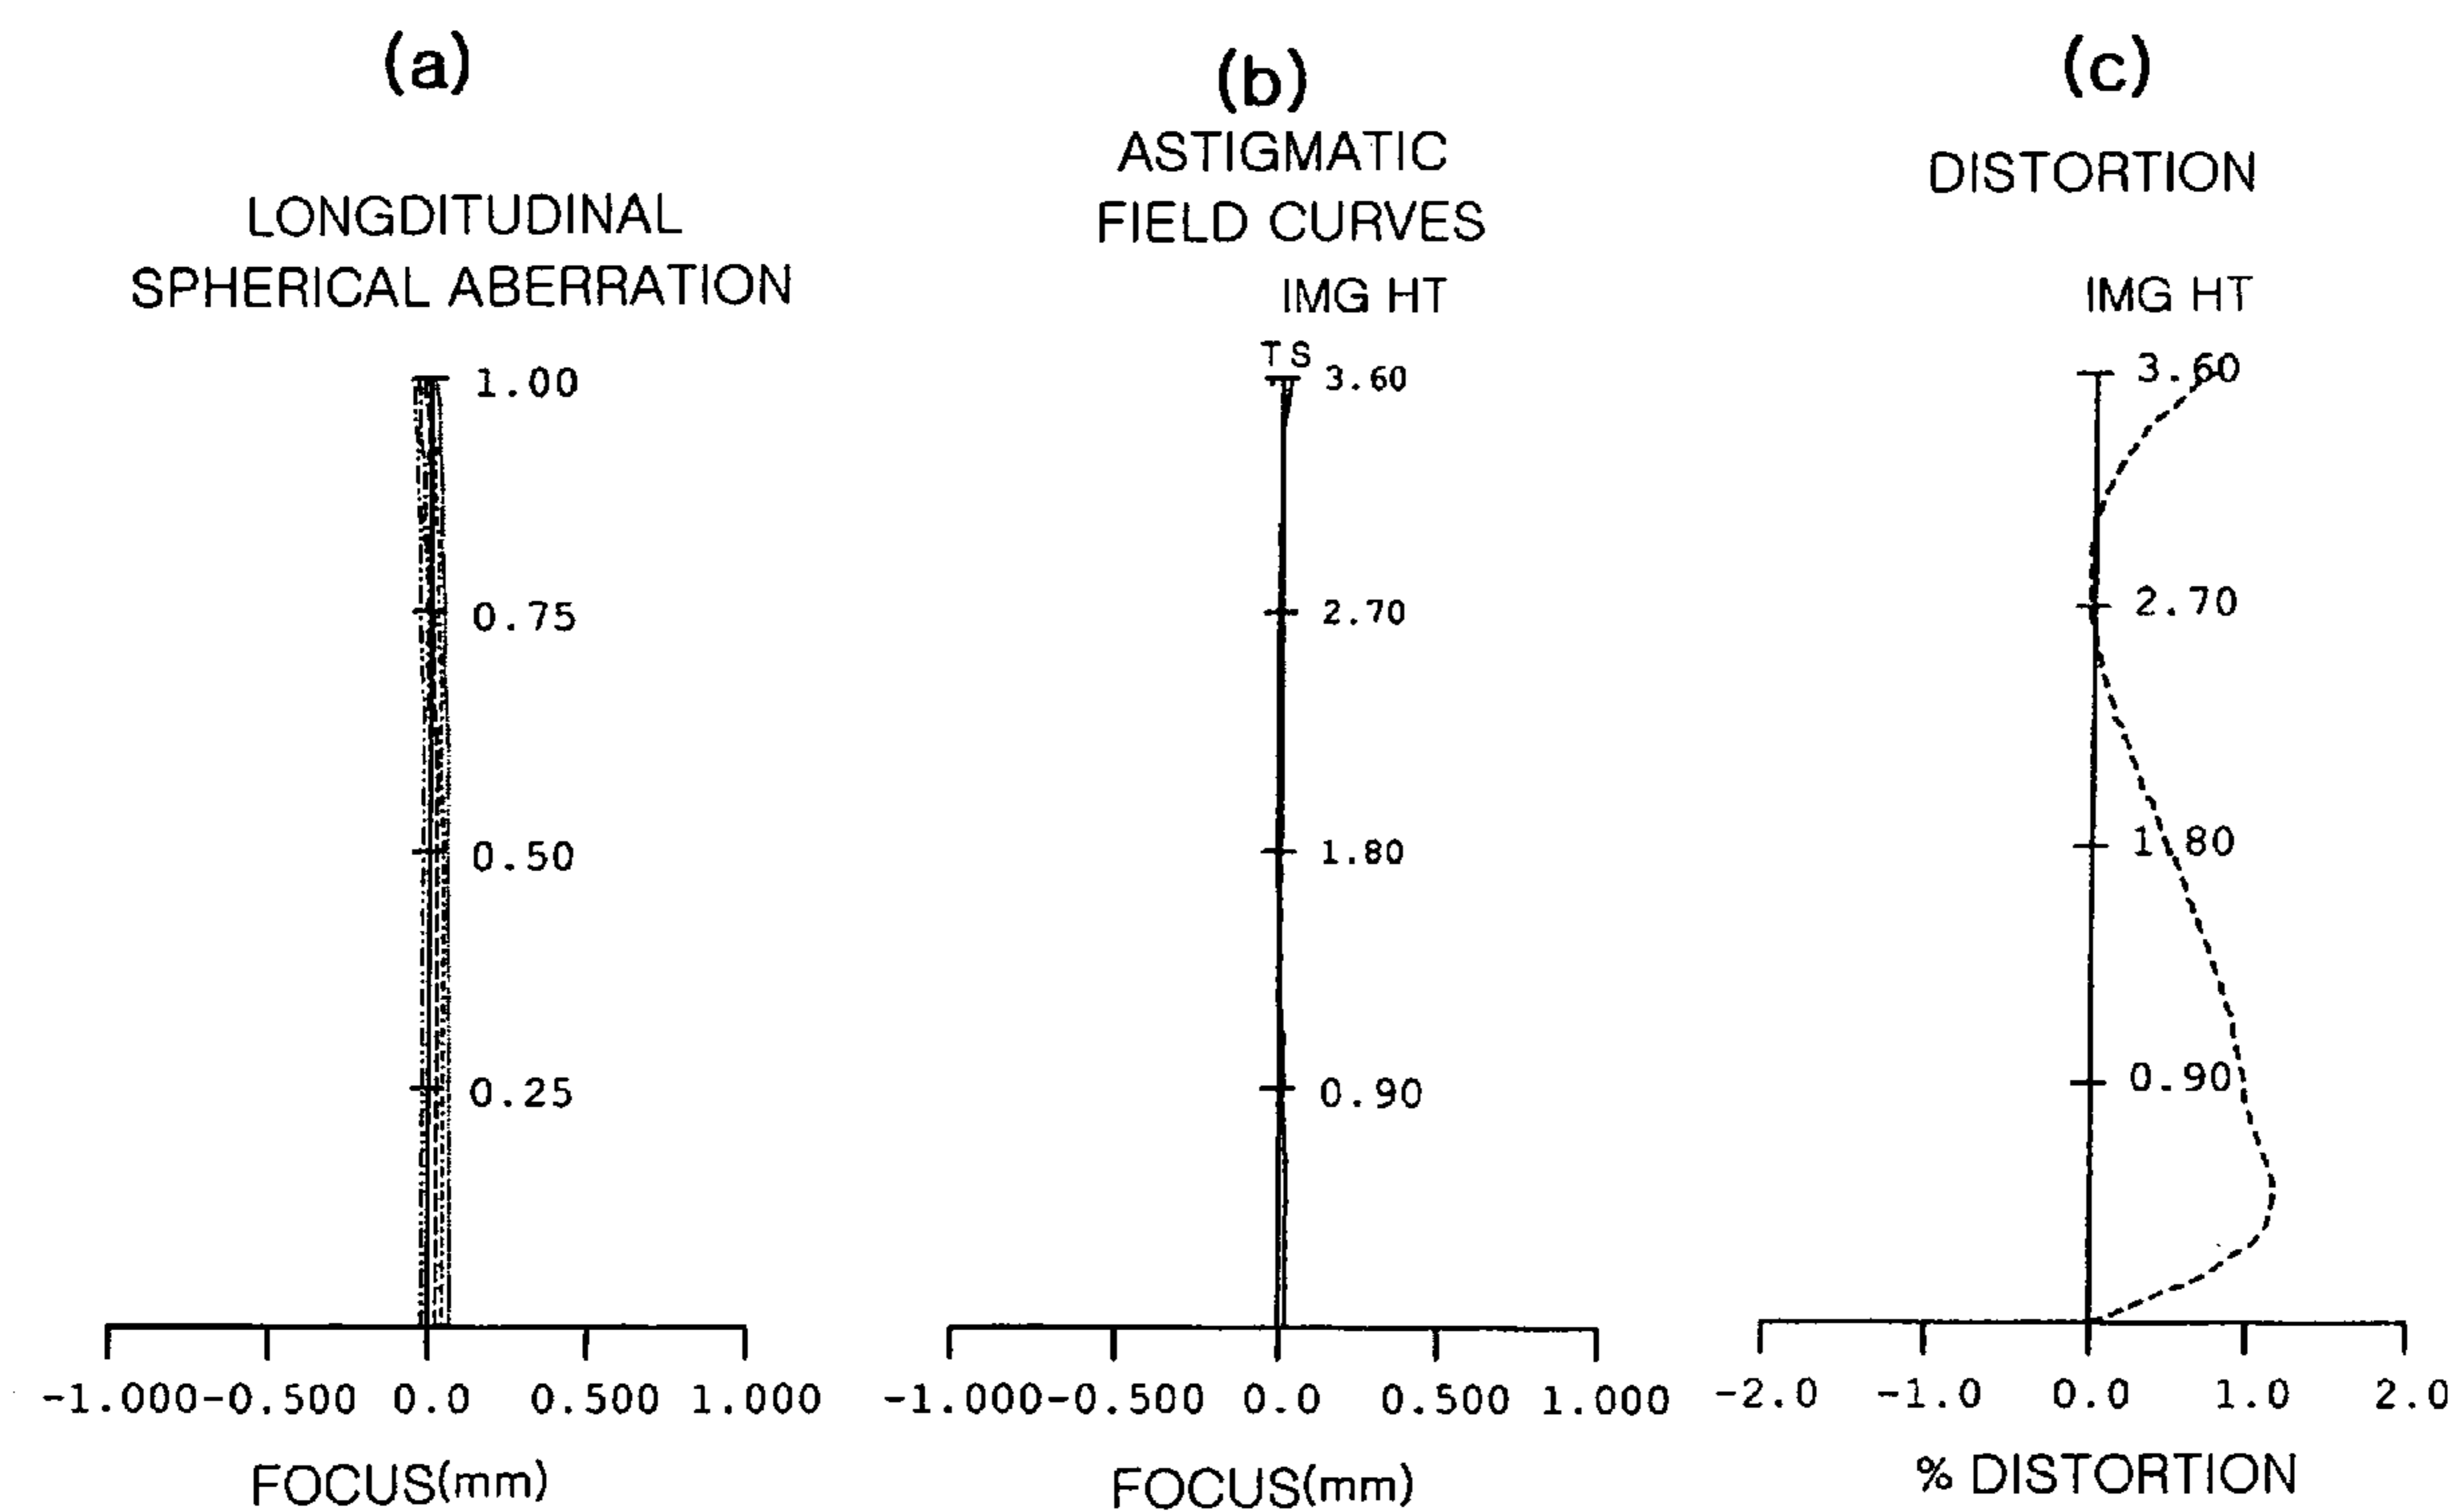 (a)
LONGDITUDINAL
SPHERICAL ABERRATION
1.00
0.75
0.50
0.25
-1.000-0.500 0.0 0.500 1.000
FOCUS(mm)
(b)
ASTIGMATIC
FIELD CURVES
IMG HT
T S
3.60
2.70
1.80
0.90
-1.000-0.500 0.0 0.500 1.000
FOCUS(mm)
(c)
DISTORTION
IMG HT
3.60
2.70
1.80
0.90
-2.0 -1.0 0.0 1.0 2.0
% DISTORTION